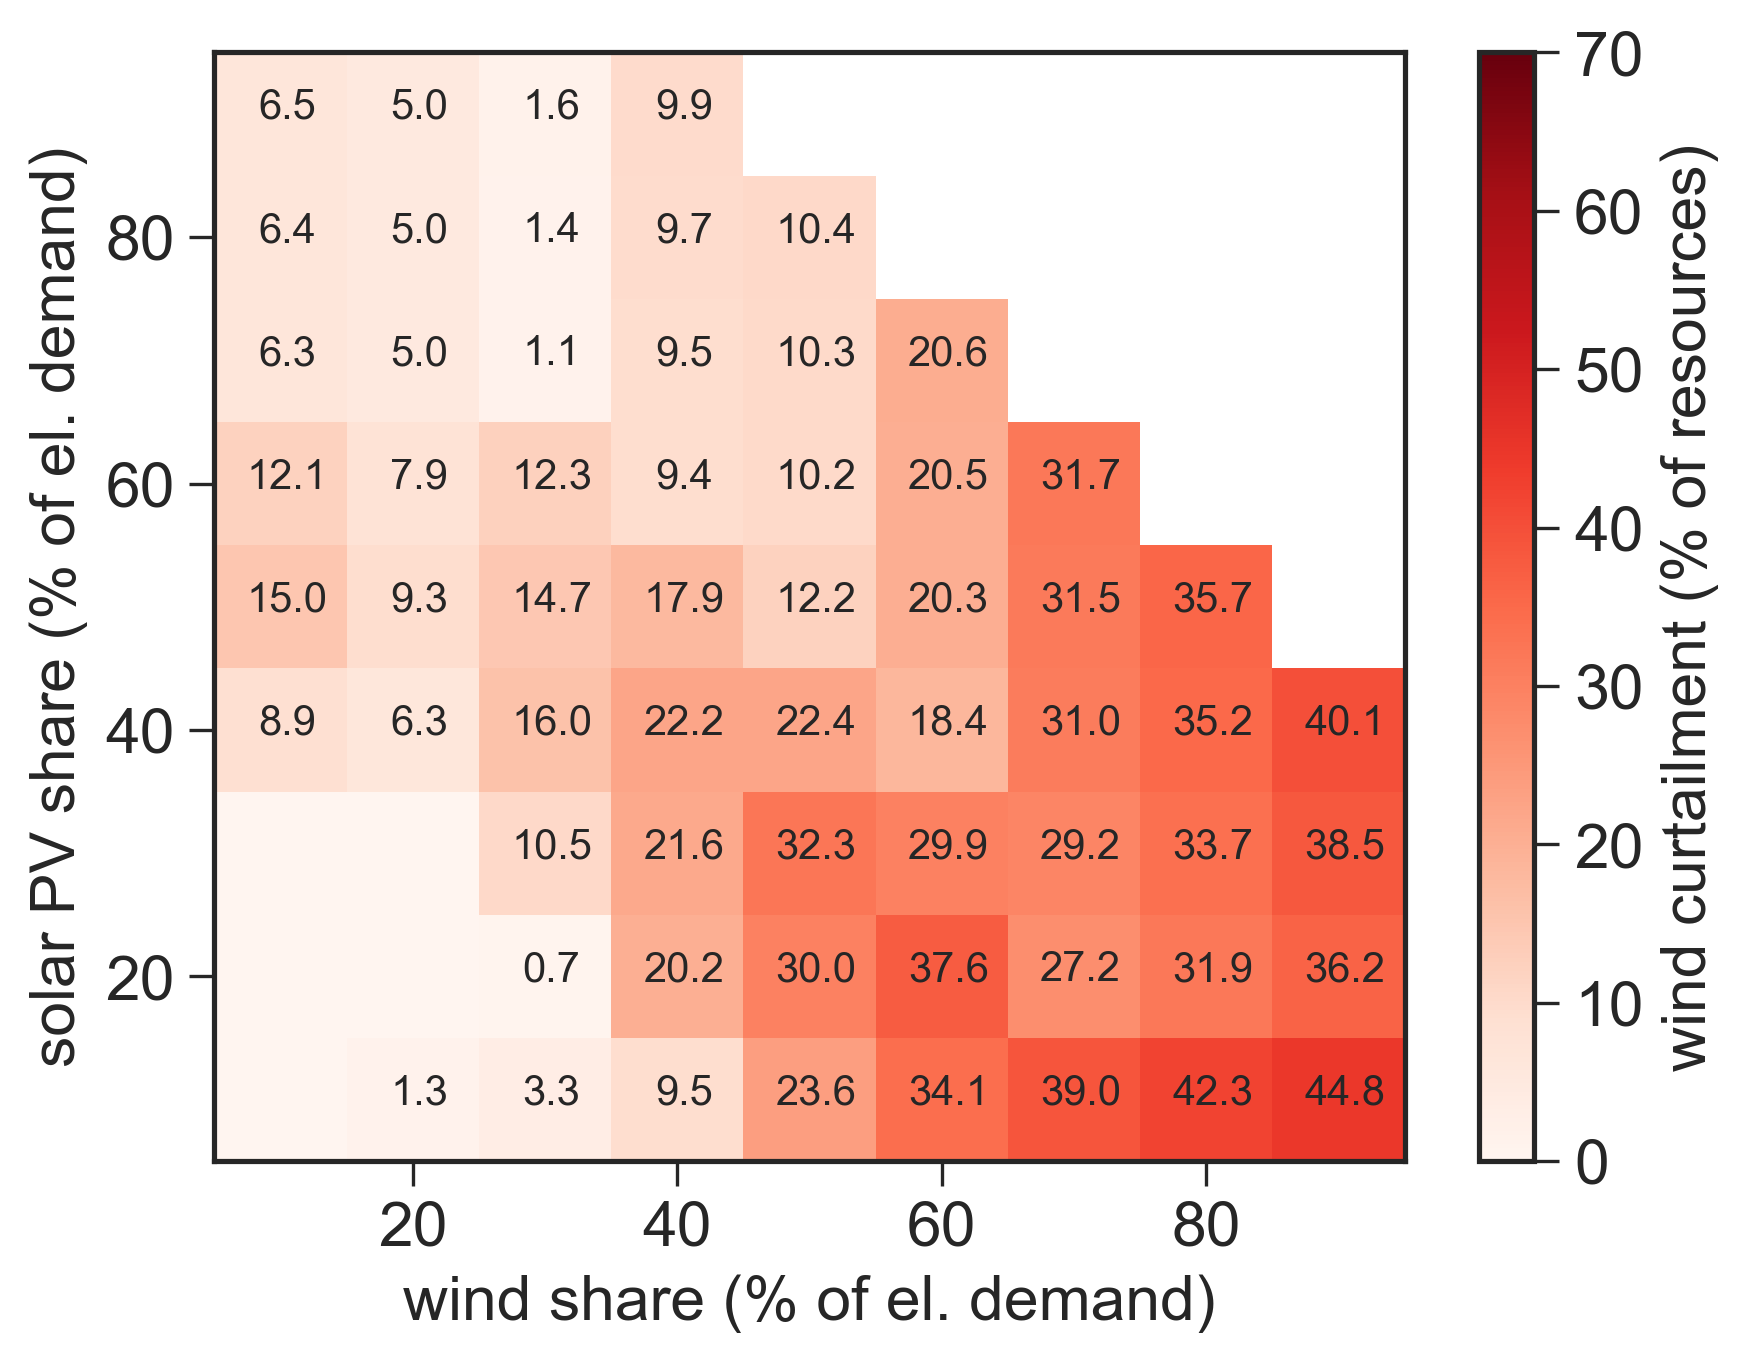 6.5 5.0 1.6 9.9
6.4 5.0 1.4 9.7 10.4
6.3 5.0 1.1 9.5 10.3 20.6
12.1 7.9 12.3 9.4 10.2 20.5 31.7
15.0 9.3 14.7 17.9 12.2 20.3 31.5 35.7
8.9 6.3 16.0 22.2 22.4 18.4 31.0 35.2 40.1
10.5 21.6 32.3 29.9 29.2 33.7 38.5
0.7 20.2 30.0 37.6 27.2 31.9 36.2
1.3 3.3 9.5 23.6 34.1 39.0 42.3 44.8
80
60
40
20
solar PV share (% of el. demand)
20 40 60 80
wind share (% of el. demand)
70
60
50
40
30
20
10
0
wind curtailment (% of resources)